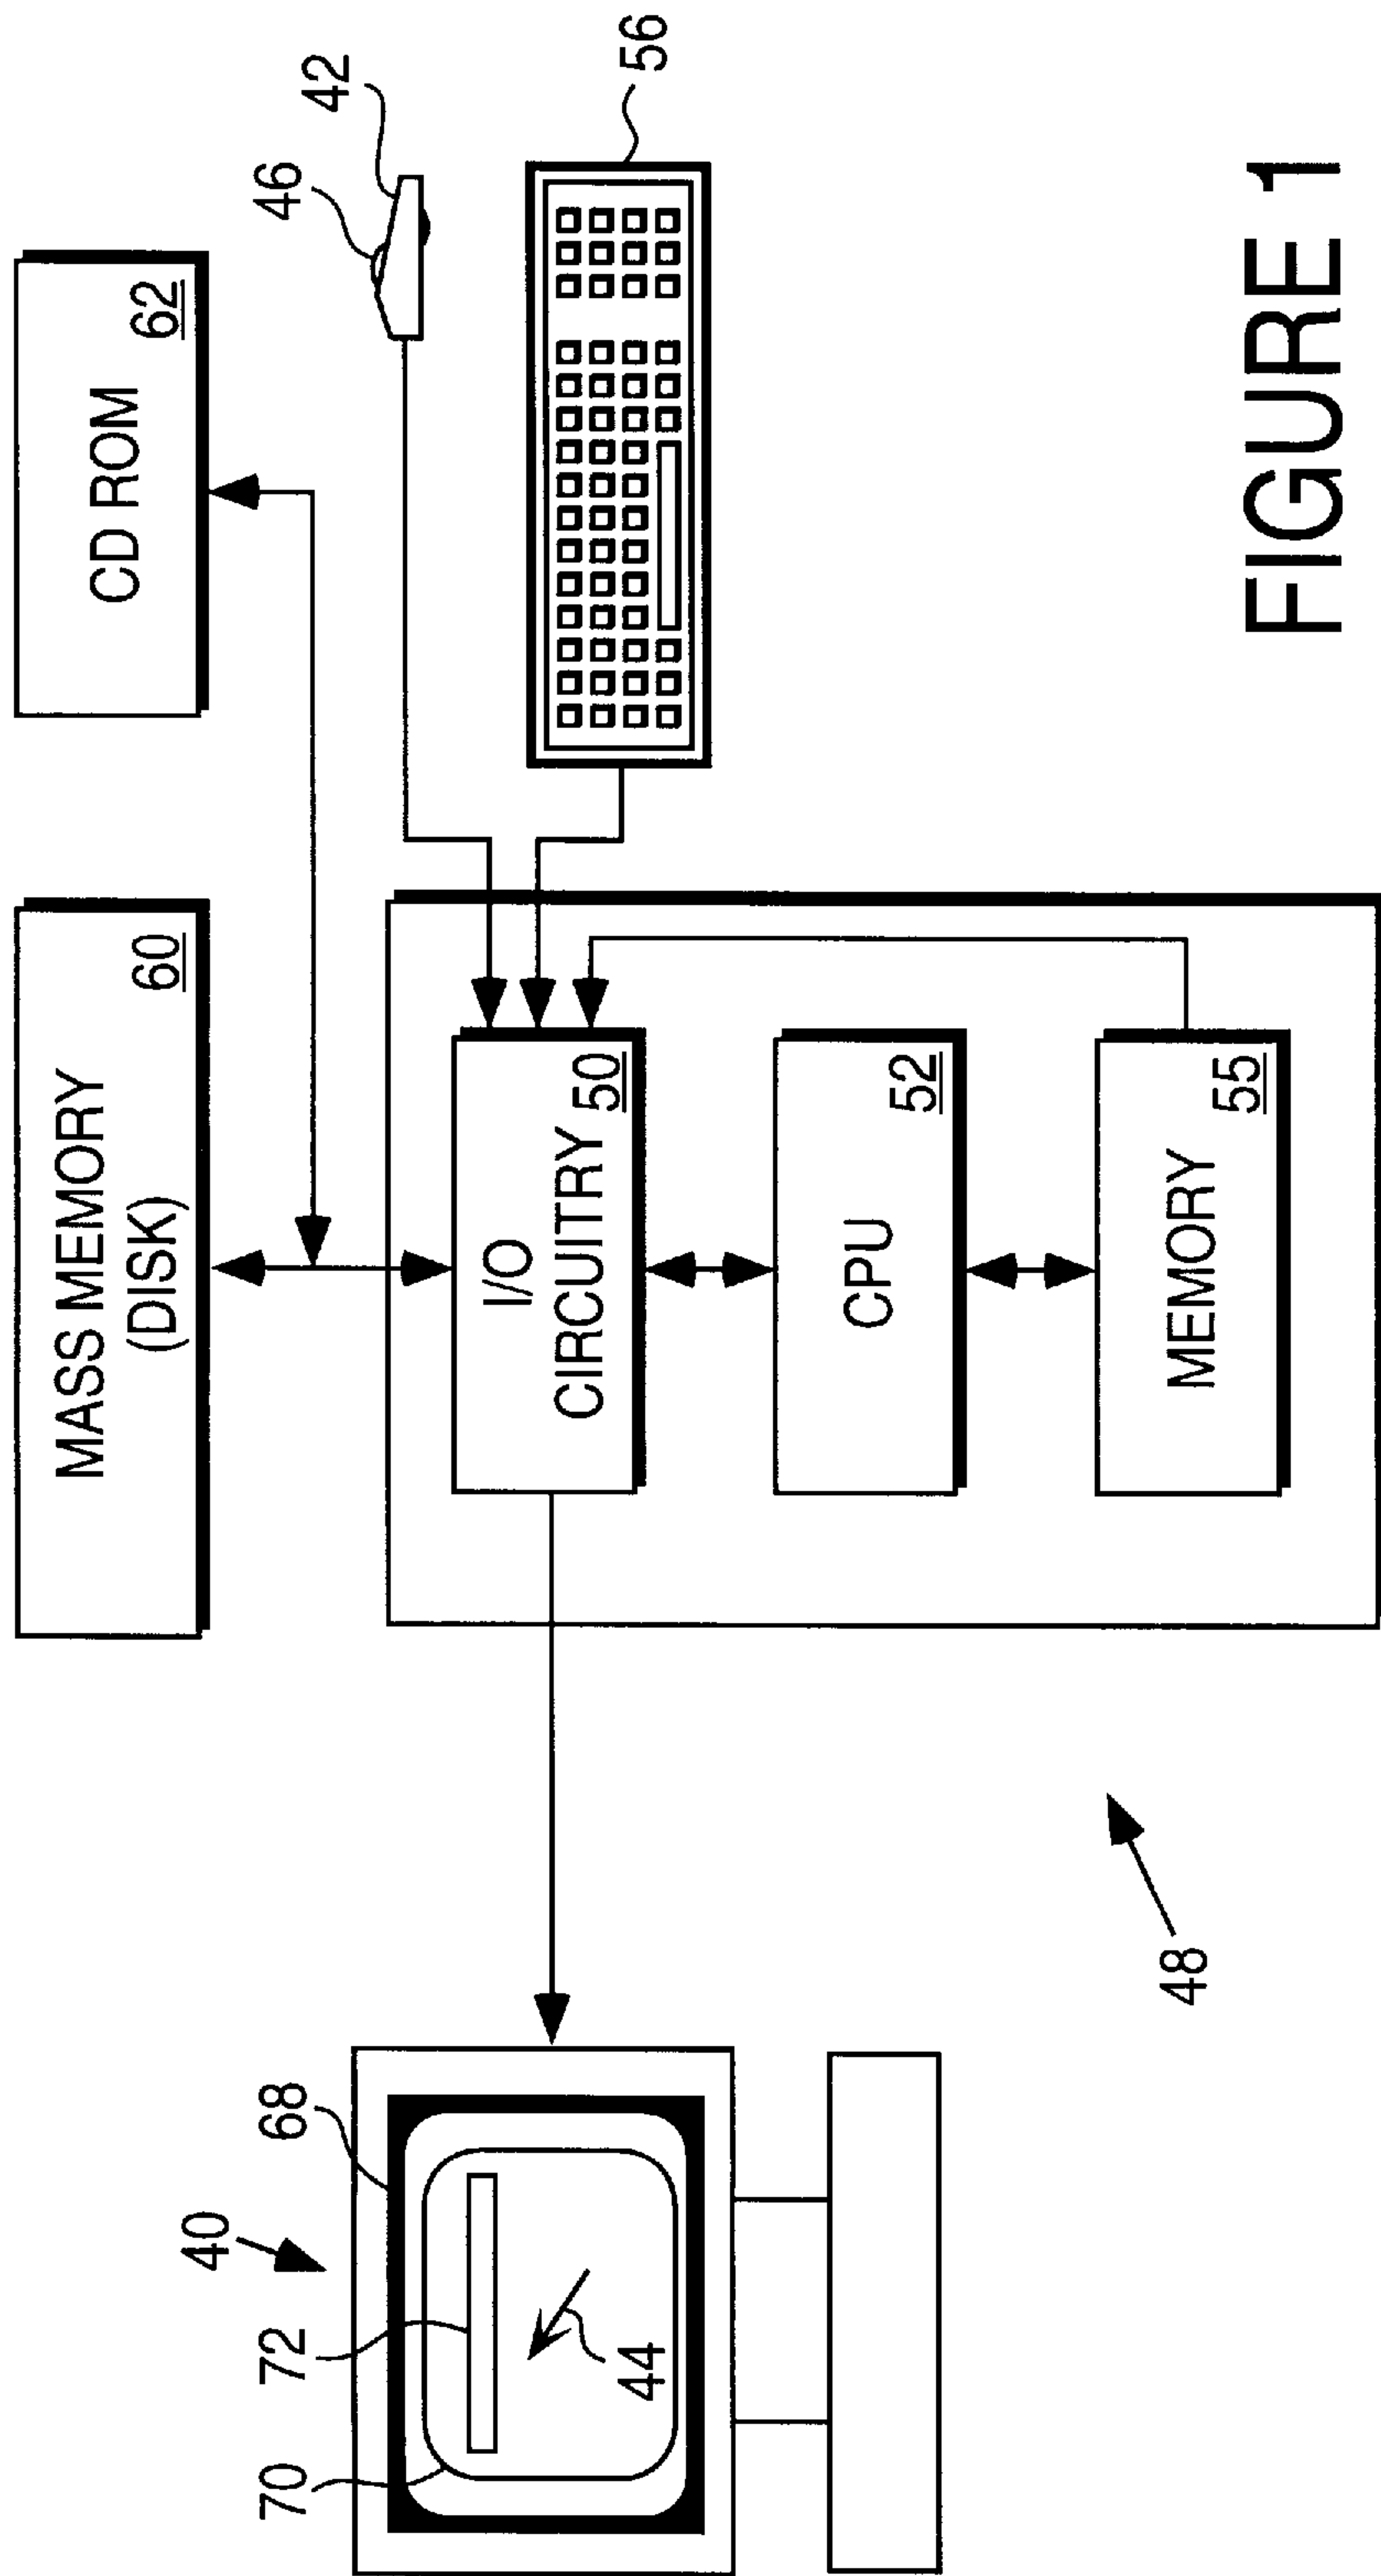 MASS MEMORY
(DISK)
60
CD ROM
62
46
42
56
40
68
72
70
44
I/O
CIRCUITRY
50
CPU
52
MEMORY
55
48
FIGURE 1